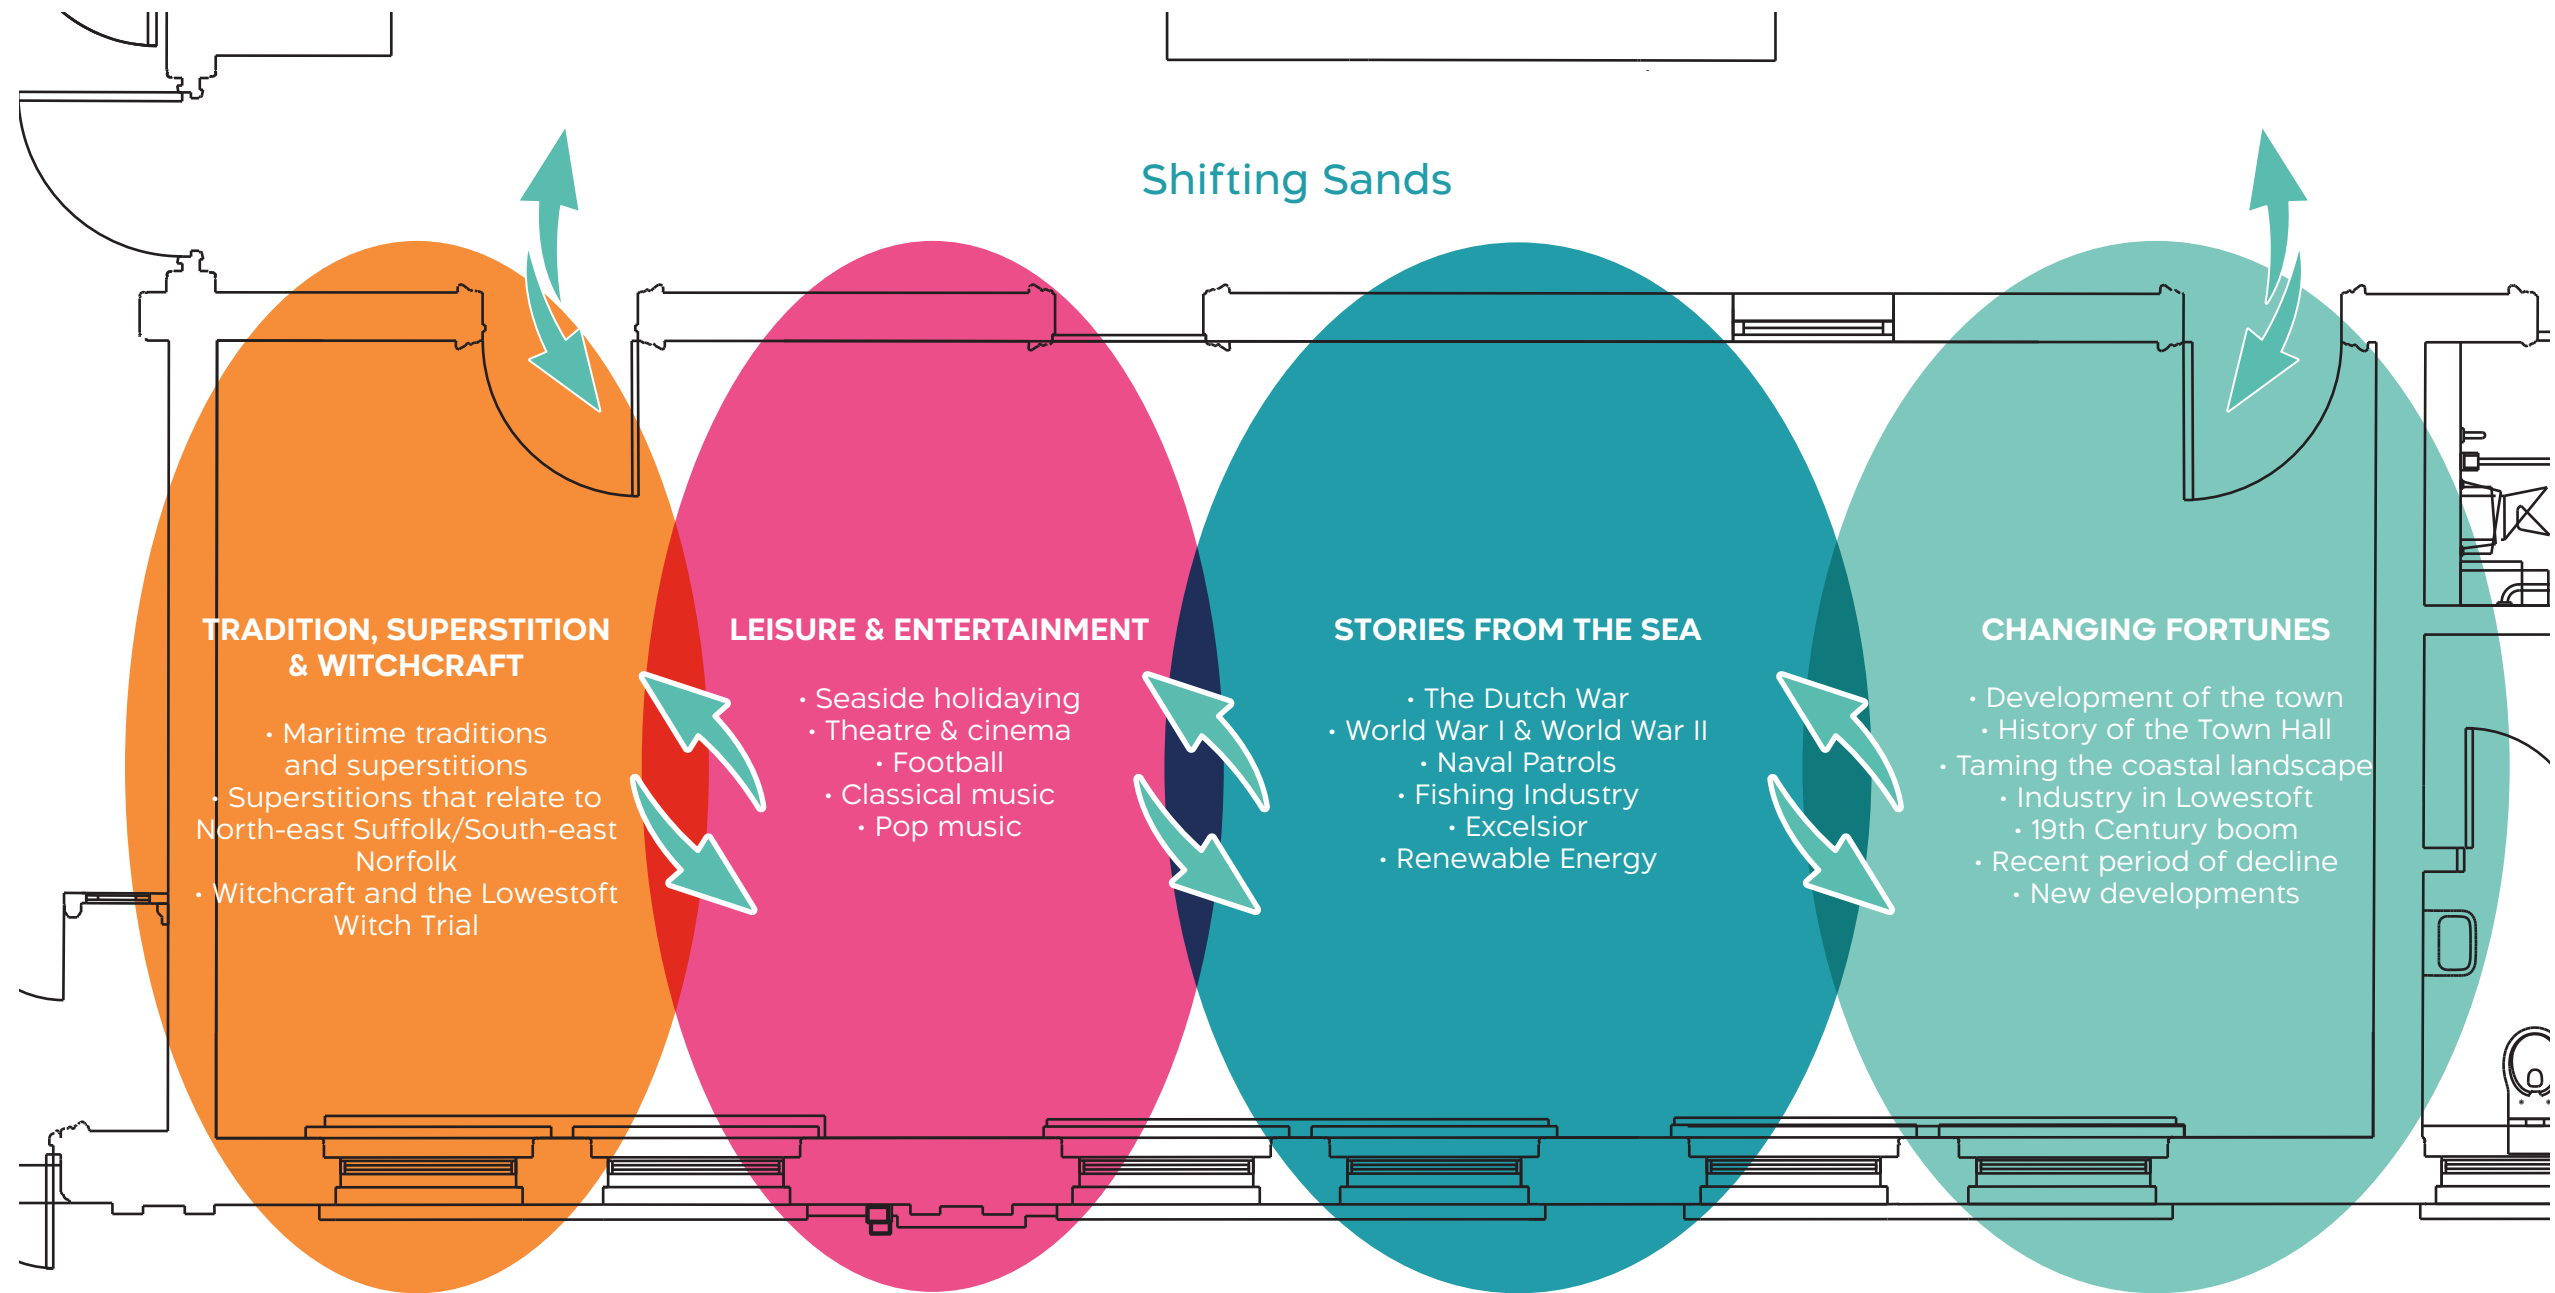 Shifting Sands
TRADITION, SUPERSTITION
& WITCHCRAFT
• Maritime traditions
and superstitions
• Superstitions that relate to
North-east Suffolk/South-east
Norfolk
• Witchcraft and the Lowestoft
Witch Trial
LEISURE & ENTERTAINMENT
• Seaside holidaying
• Theatre & cinema
• Football
• Classical music
• Pop music
STORIES FROM THE SEA
• The Dutch War
• World War I & World War II
• Naval Patrols
• Fishing Industry
• Excelsior
• Renewable Energy
CHANGING FORTUNES
• Development of the town
• History of the Town Hall
• Taming the coastal landscape
• Industry in Lowestoft
• 19th Century boom
• Recent period of decline
• New developments